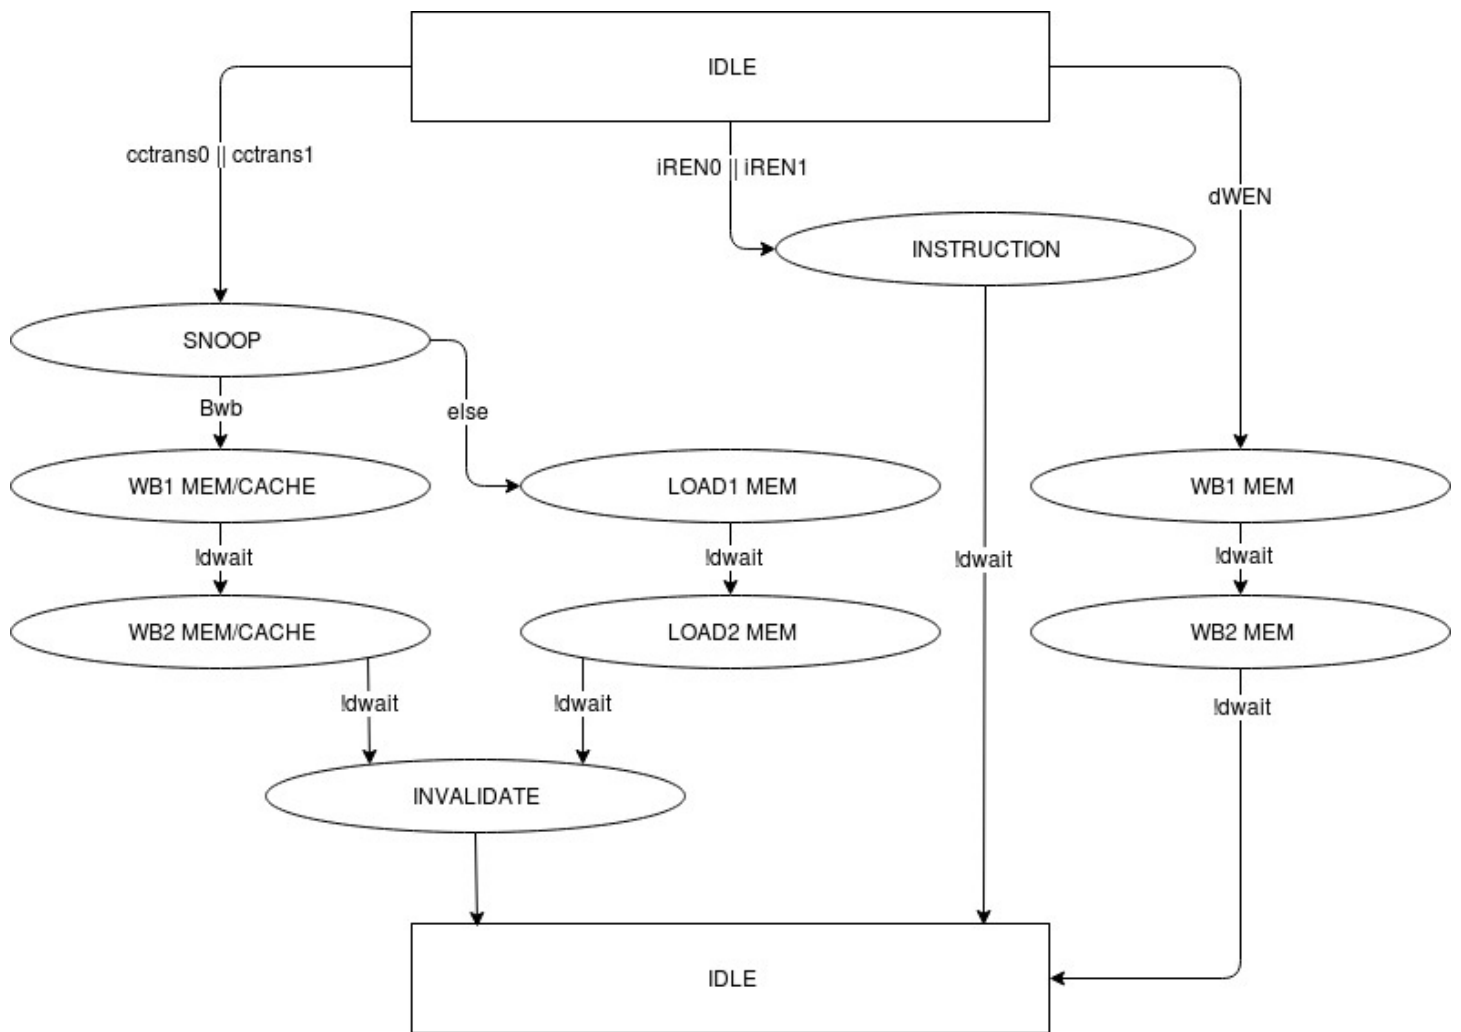 IDLE
cctrans0 || cctrans1
iREN0 || iREN1
dWEN
INSTRUCTION
SNOOP
Bwb
else
WB1 MEM/CACHE
LOAD1 MEM
WB1 MEM
!dwait
!dwait
!dwait
!dwait
WB2 MEM/CACHE
LOAD2 MEM
WB2 MEM
!dwait
!dwait
!dwait
INVALIDATE
IDLE